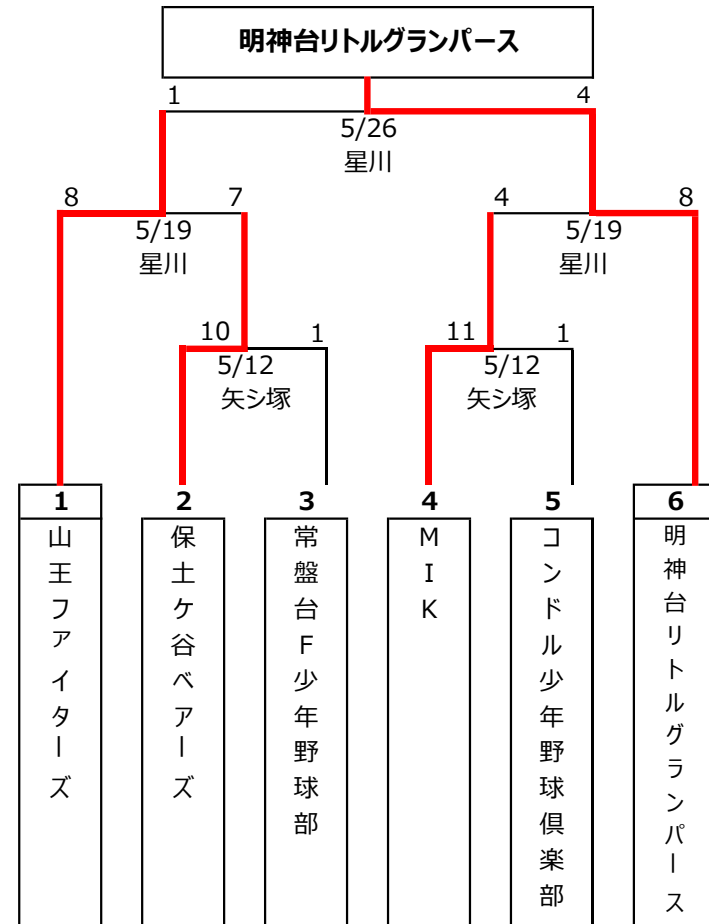 明神台リトルグランパース
1 4
5/26
星川
8 7 4 8
5/19 5/19
星川 星川
10 1 11 1
5/12 5/12
矢シ塚 矢シ塚
1 2 3 4 5 6
山王ファイターズ
保土ケ谷ベアーズ
常盤台F少年野球部
MIK
コンドル少年野球倶楽部
明神台リトルグランパース